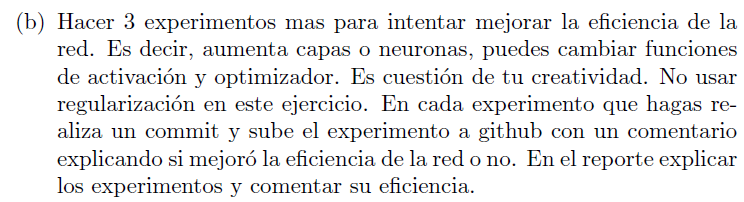 (b) Hacer 3 experimentos mas para intentar mejorar la eficiencia de la
red. Es decir, aumenta capas o neuronas, puedes cambiar funciones
de activación y optimizador. Es cuestión de tu creatividad. No usar
regularización en este ejercicio. En cada experimento que hagas re-
aliza un commit y sube el experimento a github con un comentario
explicando si mejoró la eficiencia de la red o no. En el reporte explicar
los experimentos y comentar su eficiencia.